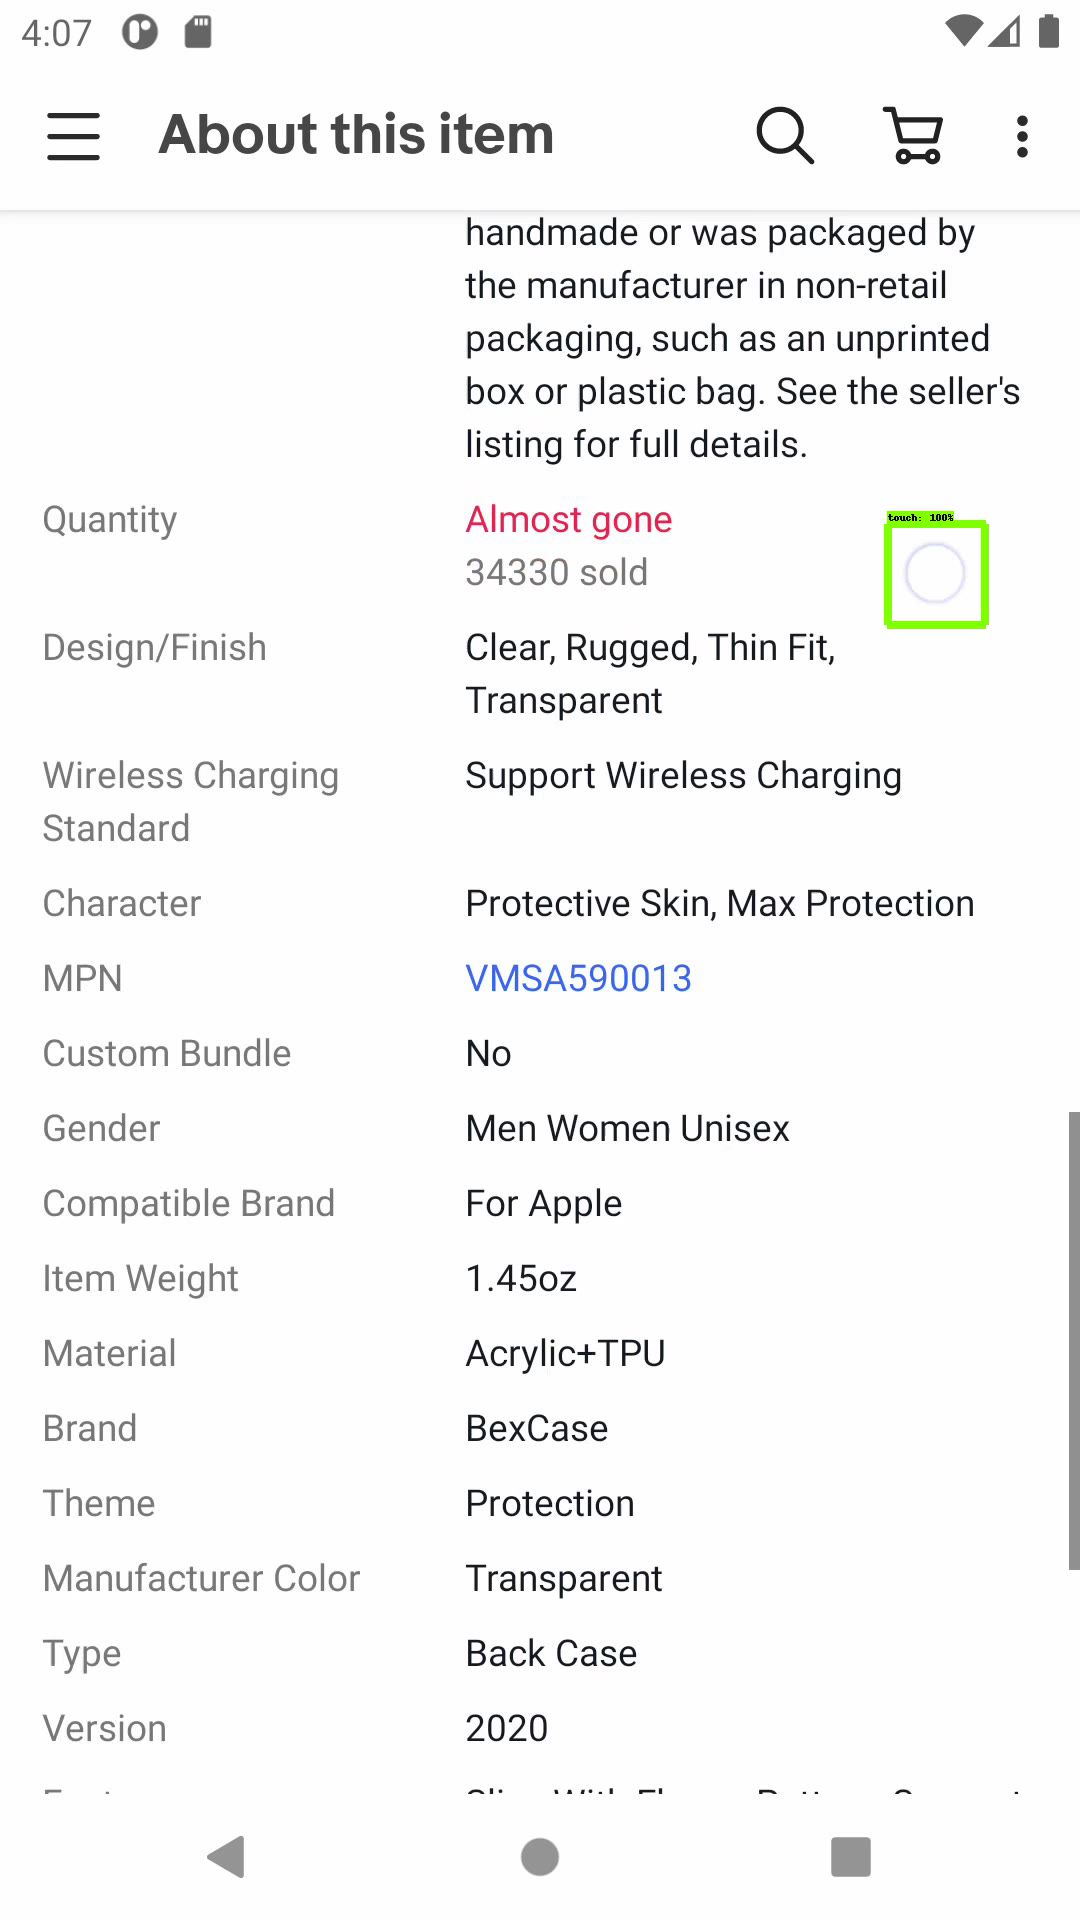 4:07
About this item
handmade or was packaged by
the manufacturer in non-retail
packaging, such as an unprinted
box or plastic bag. See the seller's
listing for full details.
Quantity
Almost gone
34330 sold
touch: 100%
Design/Finish
Clear, Rugged, Thin Fit,
Transparent
Wireless Charging
Standard
Support Wireless Charging
Character
Protective Skin, Max Protection
MPN
VMSA590013
Custom Bundle
No
Gender
Men Women Unisex
Compatible Brand
For Apple
Item Weight
1.45oz
Material
Acrylic+TPU
Brand
BexCase
Theme
Protection
Manufacturer Color
Transparent
Type
Back Case
Version
2020